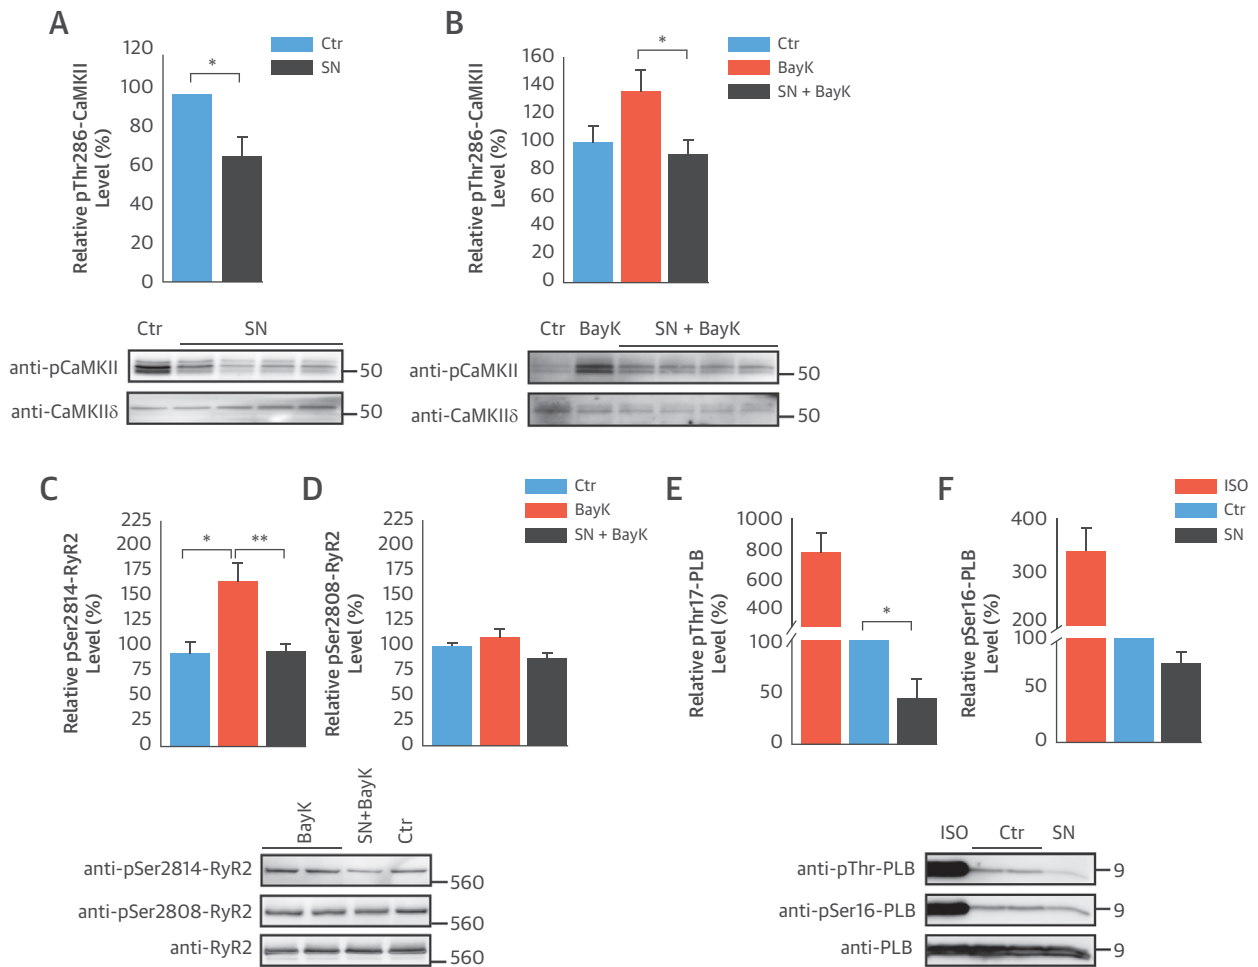 A
Relative pThr286-CaMKII
Level (%)
120
100
80
60
40
20
0
*
Ctr
SN
Ctr SN
anti-pCaMKII 50
anti-CaMKIIδ 50
B
Relative pThr286-CaMKII
Level (%)
160
140
120
100
80
60
40
20
0
*
Ctr
BayK
SN + BayK
Ctr BayK SN + BayK
anti-pCaMKII 50
anti-CaMKIIδ 50
C
Relative pSer2814-RyR2
Level (%)
225
200
175
150
125
100
75
50
25
0
* **
D
Relative pSer2808-RyR2
Level (%)
225
200
175
150
125
100
75
50
25
0
Ctr
BayK
SN + BayK
BayK SN+BayK Ctr
anti-pSer2814-RyR2 560
anti-pSer2808-RyR2 560
anti-RyR2 560
E
Relative pThr17-PLB
Level (%)
1000
800
600
400
100
50
0
*
F
Relative pSer16-PLB
Level (%)
400
300
200
100
50
0
ISO
Ctr
SN
ISO Ctr SN
anti-pThr-PLB 9
anti-pSer16-PLB 9
anti-PLB 9